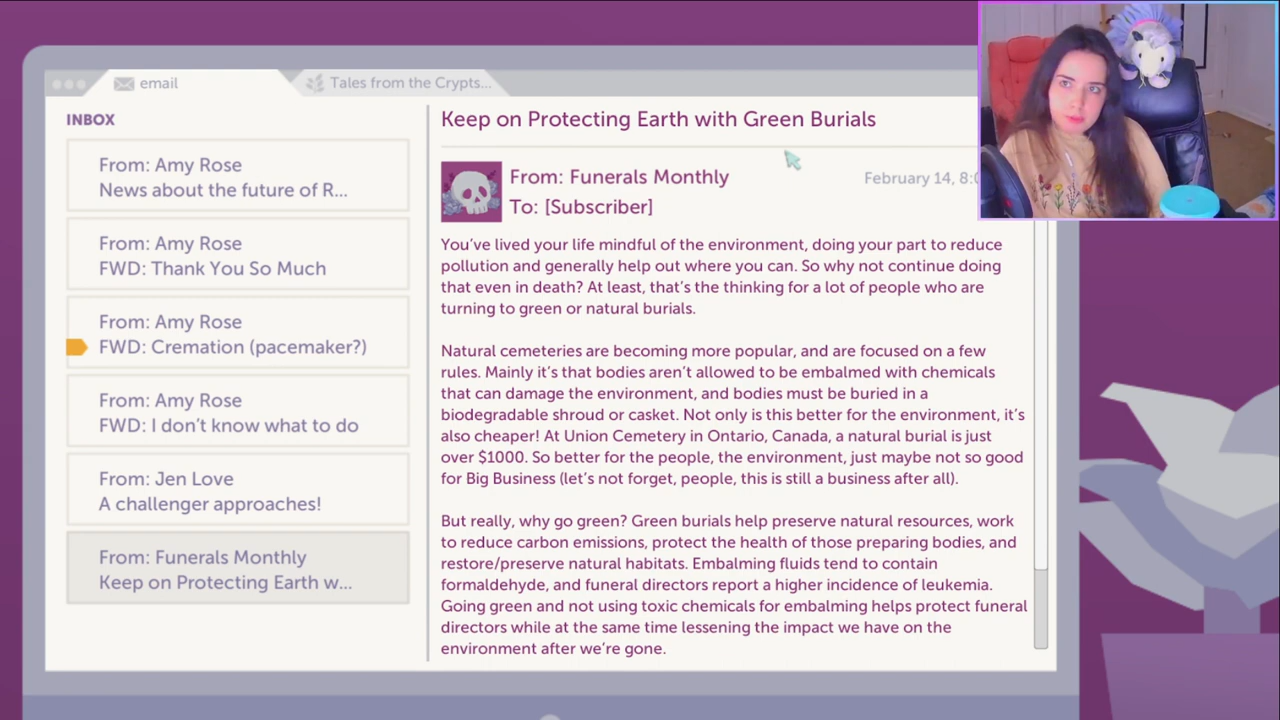 email
Tales from the Crypts...
INBOX
From: Amy Rose
News about the future of R...
From: Amy Rose
FWD: Thank You So Much
From: Amy Rose
FWD: Cremation (pacemaker?)
From: Amy Rose
FWD: I don't know what to do
From: Jen Love
A challenger approaches!
From: Funerals Monthly
Keep on Protecting Earth w...
Keep on Protecting Earth with Green Burials
From: Funerals Monthly
February 14,
To: [Subscriber]
You've lived your life mindful of the environment, doing your part to reduce
pollution and generally help out where you can. So why not continue doing
that even in death? At least, that's the thinking for a lot of people who are
turning to green or natural burials.
Natural cemeteries are becoming more popular, and are focused on a few
rules. Mainly it's that bodies aren't allowed to be embalmed with chemicals
that can damage the environment, and bodies must be buried in a
biodegradable shroud or casket. Not only is this better for the environment, it's
also cheaper! At Union Cemetery in Ontario, Canada, a natural burial is just
over $1000. So better for the people, the environment, just maybe not so good
for Big Business (let's not forget, people, this is still a business after all).
But really, why go green? Green burials help preserve natural resources, work
to reduce carbon emissions, protect the health of those preparing bodies, and
restore/preserve natural habitats. Embalming fluids tend to contain
formaldehyde, and funeral directors report a higher incidence of leukemia.
Going green and not using toxic chemicals for embalming helps protect funeral
directors while at the same time lessening the impact we have on the
environment after we're gone.